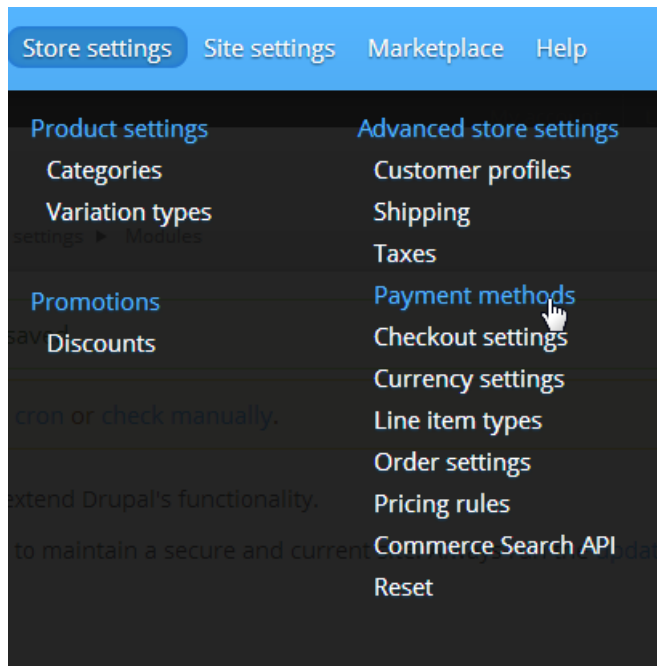 Store settings Site settings Marketplace Help
Product settings
Categories
Variation types
Promotions
Discounts
Advanced store settings
Customer profiles
Shipping
Taxes
Payment methods
Checkout settings
Currency settings
Line item types
Order settings
Pricing rules
Commerce Search API
Reset
settings ▶ Modules
saved
cron or check manually.
extend Drupal's functionality.
to maintain a secure and current